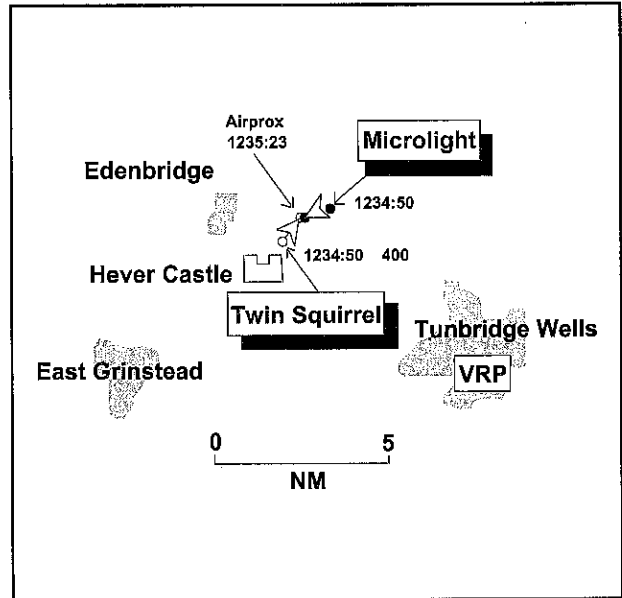 Airprox
1235:23
Microlight
Edenbridge
1234:50
1234:50 400
Hever Castle
Twin Squirrel
Tunbridge Wells
East Grinstead
VRP
0 5
NM